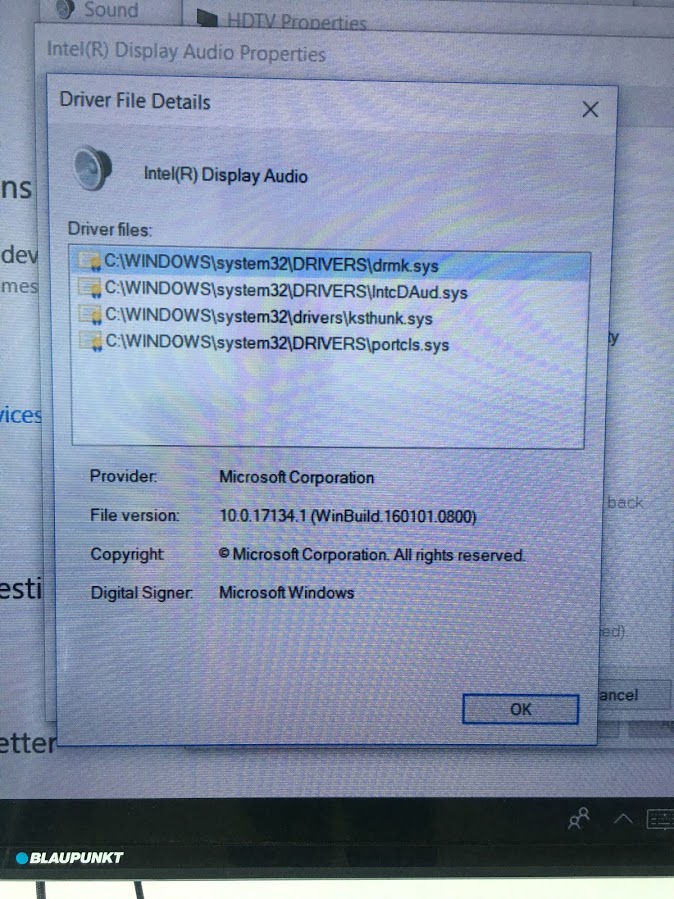 Sound
HDTV Properties
Intel(R) Display Audio Properties
Driver File Details
Intel(R) Display Audio
ns
Driver files:
C:\WINDOWS\system32\DRIVERS\drmk.sys
dev
C:\WINDOWS\system32\DRIVERS\IntcDAud.sys
mes
C:\WINDOWS\system32\drivers\ksthunk.sys
C:\WINDOWS\system32\DRIVERS\portcls.sys
ty
vices
Provider: Microsoft Corporation
back
File version: 10.0.17134.1 (WinBuild.160101.0800)
Copyright: © Microsoft Corporation. All rights reserved.
esti
Digital Signer: Microsoft Windows
ed)
ancel
OK
etter
BLAUPUNKT